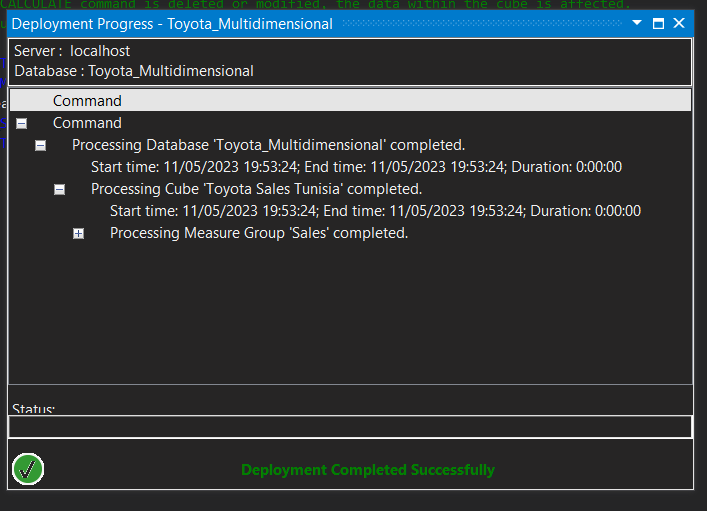 CALCULATE command is deleted or modified, the data within the cube is affected.
Deployment Progress - Toyota_Multidimensional
Server : localhost
Database : Toyota_Multidimensional
Command
Command
Processing Database 'Toyota_Multidimensional' completed.
Start time: 11/05/2023 19:53:24; End time: 11/05/2023 19:53:24; Duration: 0:00:00
Processing Cube 'Toyota Sales Tunisia' completed.
Start time: 11/05/2023 19:53:24; End time: 11/05/2023 19:53:24; Duration: 0:00:00
Processing Measure Group 'Sales' completed.
Status:
Deployment Completed Successfully